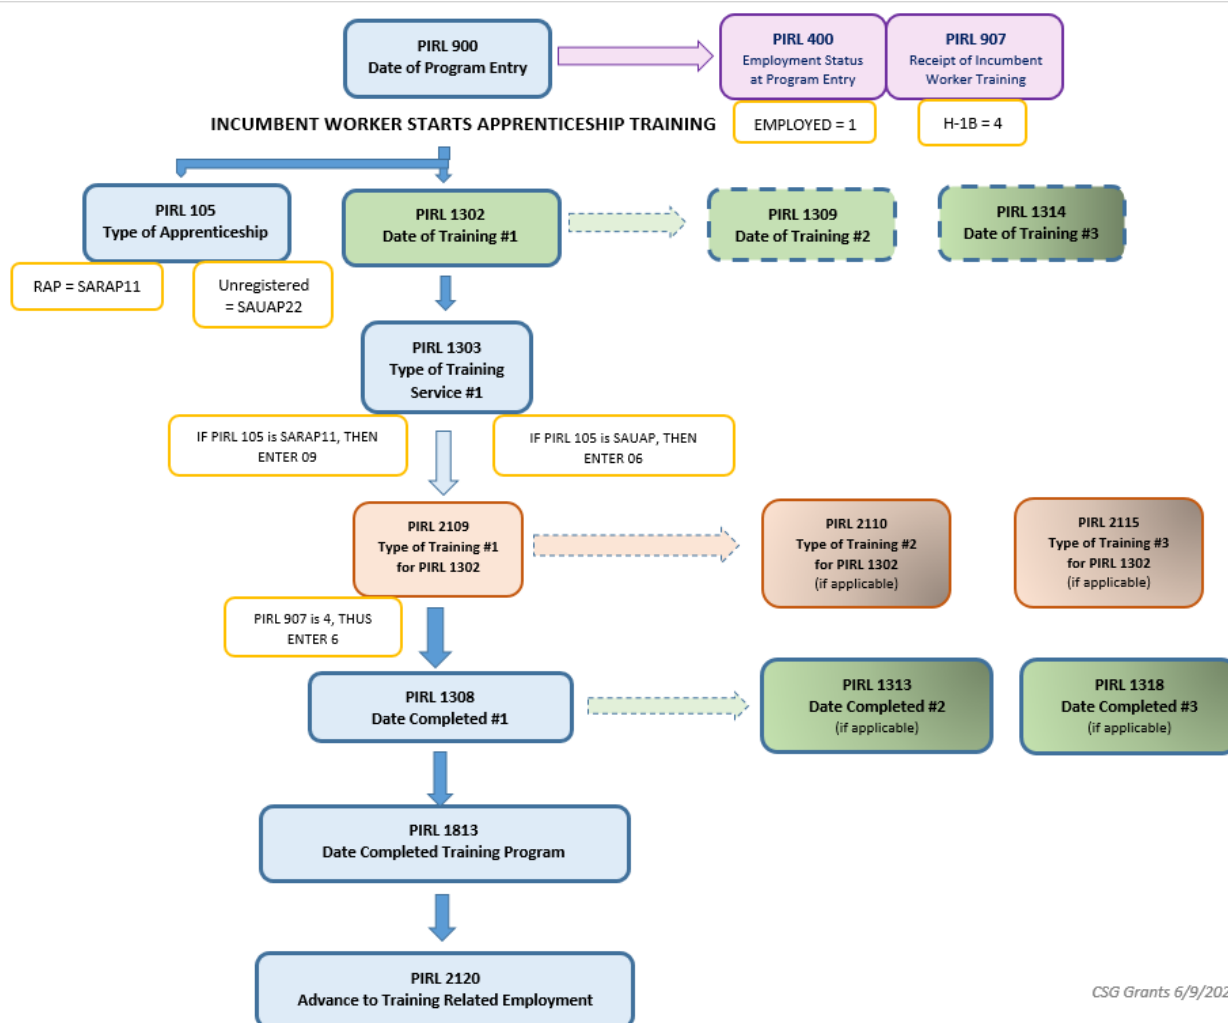 PIRL 900
Date of Program Entry
PIRL 400
Employment Status
at Program Entry
PIRL 907
Receipt of Incumbent
Worker Training
INCUMBENT WORKER STARTS APPRENTICESHIP TRAINING
EMPLOYED = 1
H-1B = 4
PIRL 105
Type of Apprenticeship
PIRL 1302
Date of Training #1
PIRL 1309
Date of Training #2
PIRL 1314
Date of Training #3
RAP = SARAP11
Unregistered
= SAUAP22
PIRL 1303
Type of Training
Service #1
IF PIRL 105 is SARAP11, THEN
ENTER 09
IF PIRL 105 is SAUAP, THEN
ENTER 06
PIRL 2109
Type of Training #1
for PIRL 1302
PIRL 2110
Type of Training #2
for PIRL 1302
(if applicable)
PIRL 2115
Type of Training #3
for PIRL 1302
(if applicable)
PIRL 907 is 4, THUS
ENTER 6
PIRL 1308
Date Completed #1
PIRL 1313
Date Completed #2
(if applicable)
PIRL 1318
Date Completed #3
(if applicable)
PIRL 1813
Date Completed Training Program
PIRL 2120
Advance to Training Related Employment
CSG Grants 6/9/202